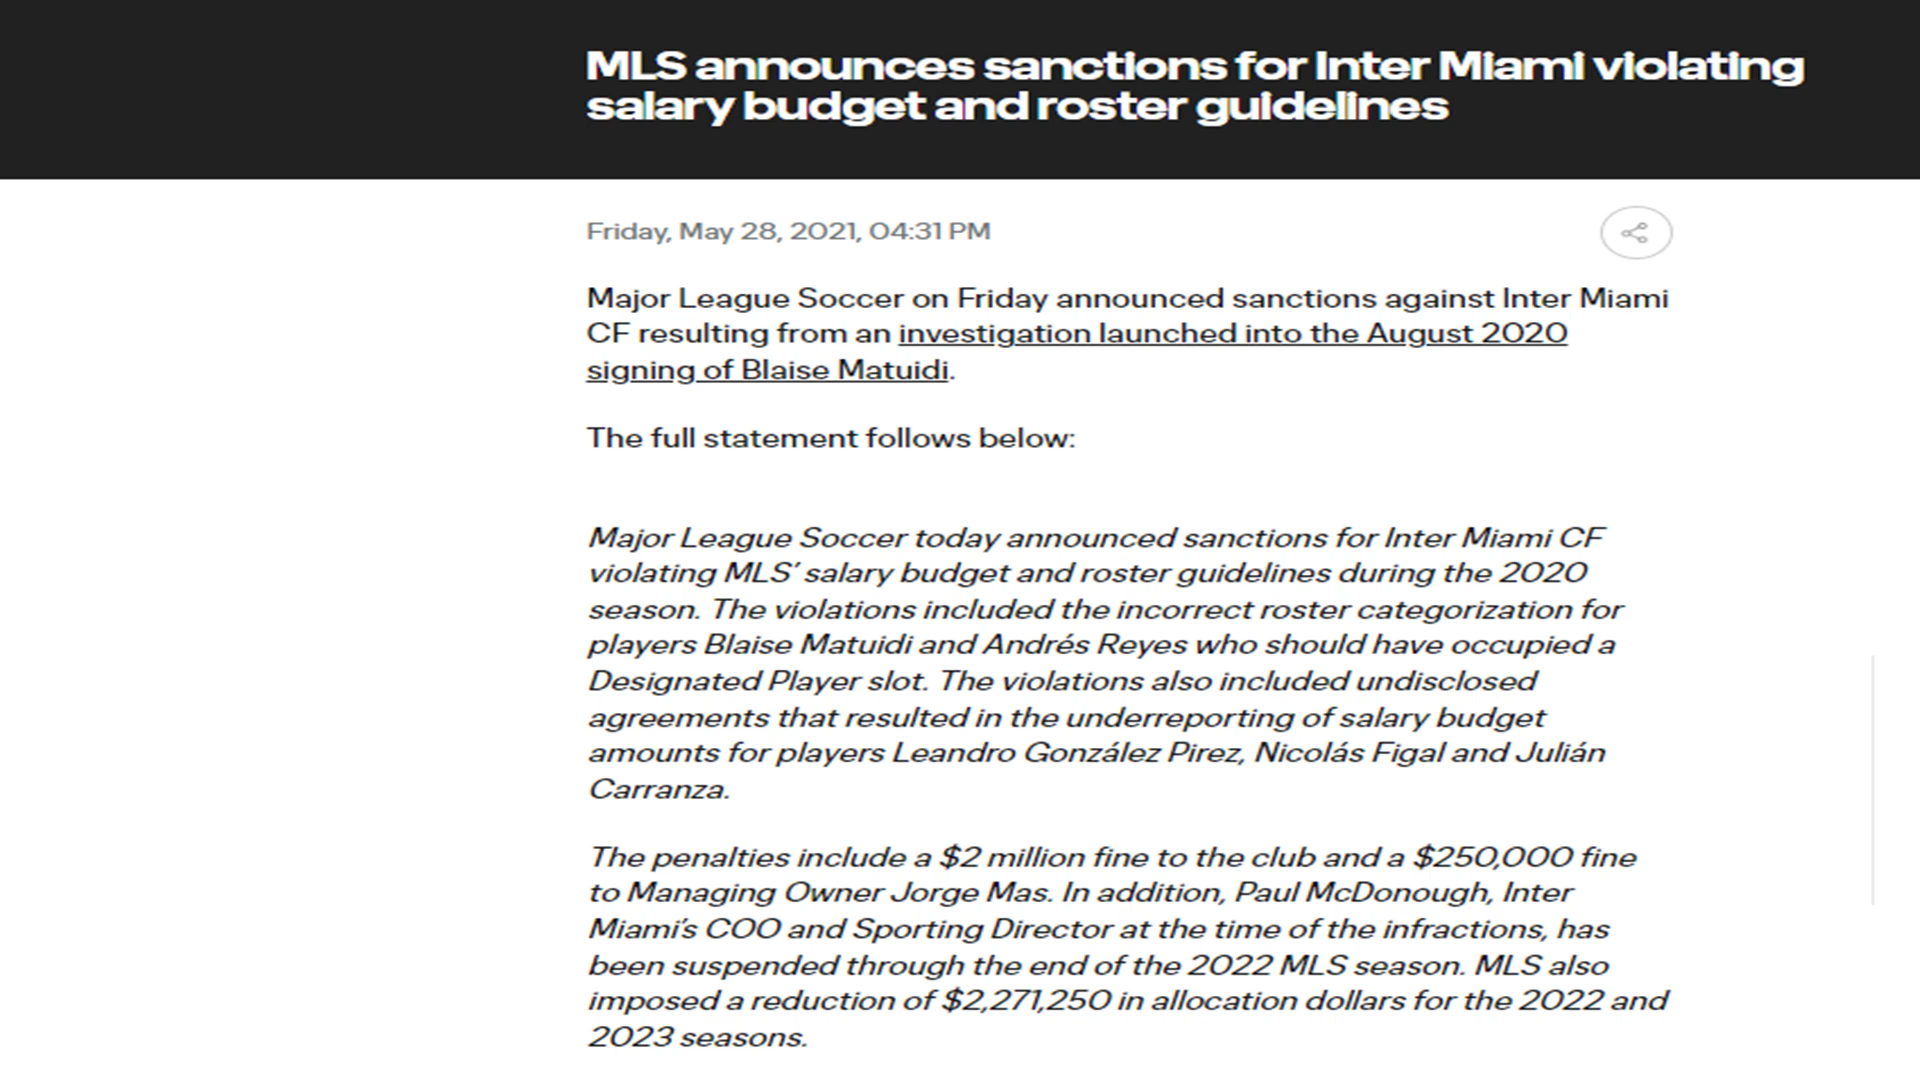 MLS announces sanctions for Inter Miami violating
salary budget and roster guidelines
Friday, May 28, 2021, 04:31 PM
Major League Soccer on Friday announced sanctions against Inter Miami
CF resulting from an investigation launched into the August 2020
signing of Blaise Matuidi.
The full statement follows below:
Major League Soccer today announced sanctions for Inter Miami CF
violating MLS’ salary budget and roster guidelines during the 2020
season. The violations included the incorrect roster categorization for
players Blaise Matuidi and Andrés Reyes who should have occupied a
Designated Player slot. The violations also included undisclosed
agreements that resulted in the underreporting of salary budget
amounts for players Leandro González Pirez, Nicolás Figal and Julián
Carranza.
The penalties include a $2 million fine to the club and a $250,000 fine
to Managing Owner Jorge Mas. In addition, Paul McDonough, Inter
Miami’s COO and Sporting Director at the time of the infractions, has
been suspended through the end of the 2022 MLS season. MLS also
imposed a reduction of $2,271,250 in allocation dollars for the 2022 and
2023 seasons.